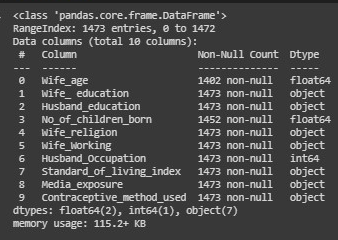 <class 'pandas.core.frame.DataFrame'>
RangeIndex: 1473 entries, 0 to 1472
Data columns (total 10 columns):
 #   Column                     Non-Null Count  Dtype
---  ------                     --------------  -----
 0   Wife_age                   1402 non-null   float64
 1   Wife_ education            1473 non-null   object
 2   Husband_education          1473 non-null   object
 3   No_of_children_born        1452 non-null   float64
 4   Wife_religion              1473 non-null   object
 5   Wife_Working               1473 non-null   object
 6   Husband_Occupation         1473 non-null   int64
 7   Standard_of_living_index   1473 non-null   object
 8   Media_exposure             1473 non-null   object
 9   Contraceptive_method_used  1473 non-null   object
dtypes: float64(2), int64(1), object(7)
memory usage: 115.2+ KB